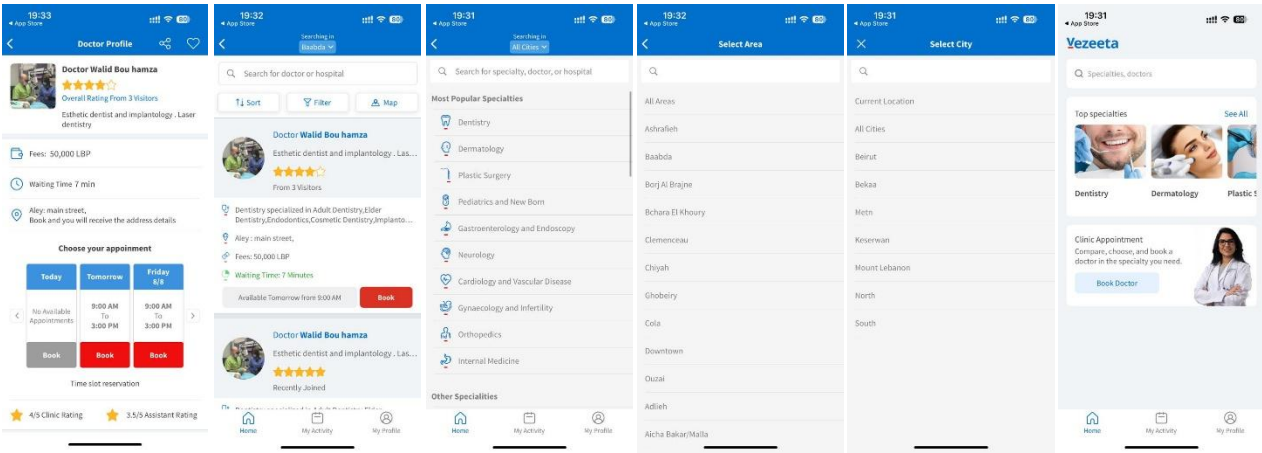 19:33
App Store
60
Doctor Profile
Doctor Walid Bou hamza
Overall Rating From 3 Visitors
Esthetic dentist and implantology . Laser
dentistry
Fees: 50,000 LBP
Waiting Time 7 min
Aley: main street,
Book and you will receive the address details
Choose your appoinment
Today
Tomorrow
Friday
8/8
No Available
Appointments
9:00 AM
To
3:00 PM
9:00 AM
To
3:00 PM
Book
Book
Book
Time slot reservation
4/5 Clinic Rating
3.5/5 Assistant Rating
19:32
App Store
60
Searching in
Baabda
Search for doctor or hospital
Sort
Filter
Map
Doctor Walid Bou hamza
Esthetic dentist and implantology . Las...
From 3 Visitors
Dentistry specialized in Adult Dentistry,Elder
Dentistry,Endodontics,Cosmetic Dentistry,Implanto...
Aley : main street,
Fees: 50,000 LBP
Waiting Time: 7 Minutes
Available Tomorrow from 9:00 AM
Book
Doctor Walid Bou hamza
Esthetic dentist and implantology . Las...
Recently Joined
Home
My Activity
My Profile
19:31
App Store
60
Searching in
All Cities
Search for specialty, doctor, or hospital
Most Popular Specialties
Dentistry
Dermatology
Plastic Surgery
Pediatrics and New Born
Gastroenterology and Endoscopy
Neurology
Cardiology and Vascular Disease
Gynaecology and Infertility
Orthopedics
Internal Medicine
Other Specialities
Home
My Activity
My Profile
19:32
App Store
60
Select Area
All Areas
Ashrafieh
Baabda
Borj Al Brajne
Bchara El Khoury
Clemenceau
Chiyah
Ghobeiry
Cola
Downtown
Ouzai
Adlieh
Aicha Bakar/Malla
19:31
App Store
60
Select City
Current Location
All Cities
Beirut
Bekaa
Metn
Keserwan
Mount Lebanon
North
South
19:31
App Store
60
Vezeeta
Specialties, doctors
Top specialties
See All
Dentistry
Dermatology
Plastic S
Clinic Appointment
Compare, choose, and book a
doctor in the specialty you need.
Book Doctor
Home
My Activity
My Profile